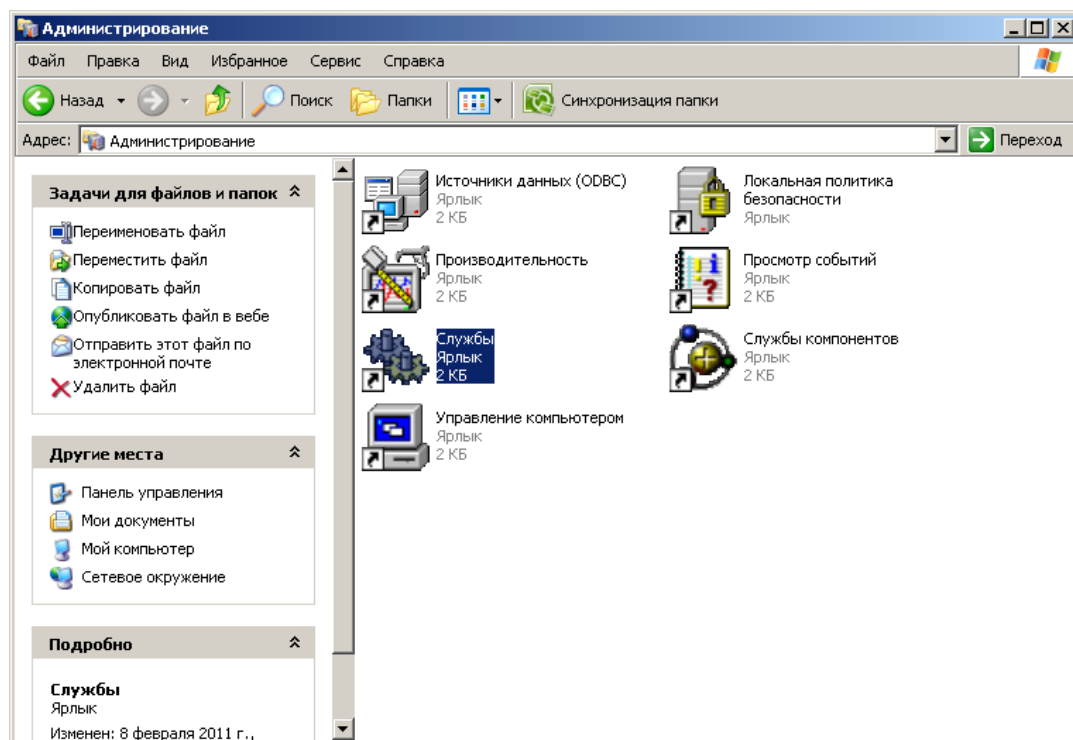 Администрирование
Файл Правка Вид Избранное Сервис Справка
Назад Поиск Папки Синхронизация папки
Адрес: Администрирование Переход
Задачи для файлов и папок
Переименовать файл
Переместить файл
Копировать файл
Опубликовать файл в вебе
Отправить этот файл по
электронной почте
Удалить файл
Другие места
Панель управления
Мои документы
Мой компьютер
Сетевое окружение
Подробно
Службы
Ярлык
Изменен: 8 февраля 2011 г.,
Источники данных (ODBC)
Ярлык
2 КБ
Локальная политика
безопасности
Ярлык
Производительность
Ярлык
2 КБ
Просмотр событий
Ярлык
2 КБ
Службы
Ярлык
2 КБ
Службы компонентов
Ярлык
2 КБ
Управление компьютером
Ярлык
2 КБ